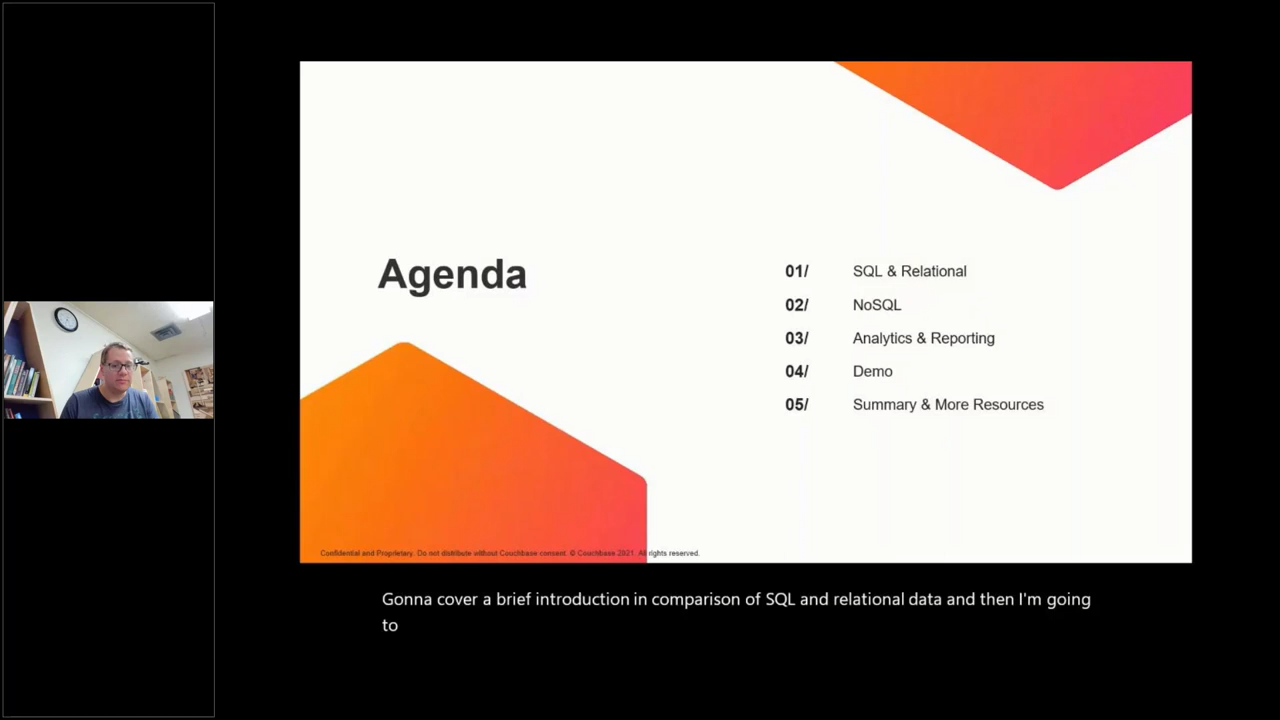 Agenda
01/ SQL & Relational
02/ NoSQL
03/ Analytics & Reporting
04/ Demo
05/ Summary & More Resources
Confidential and Proprietary. Do not distribute without Couchbase consent. © Couchbase 2021. All rights reserved.
Gonna cover a brief introduction in comparison of SQL and relational data and then I'm going
to